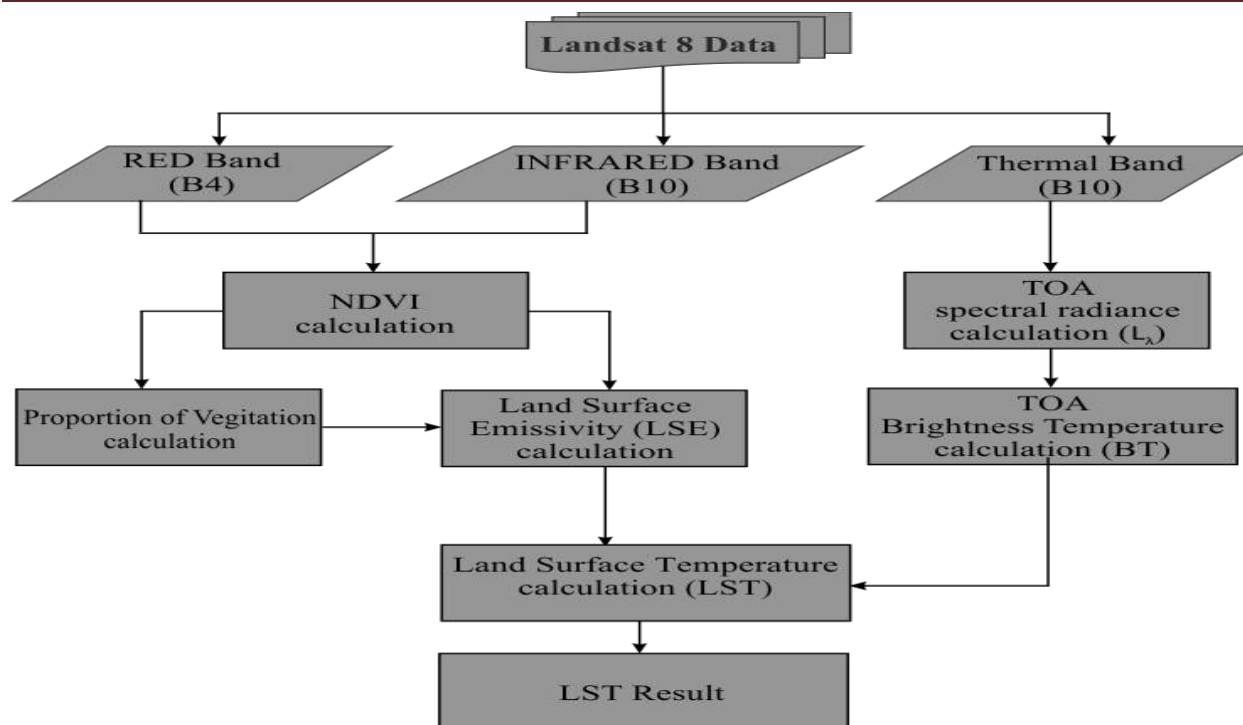 Landsat 8 Data
RED Band
(B4)
INFRARED Band
(B10)
Thermal Band
(B10)
NDVI
calculation
TOA
spectral radiance
calculation (Lλ)
Proportion of Vegitation
calculation
Land Surface
Emissivity (LSE)
calculation
TOA
Brightness Temperature
calculation (BT)
Land Surface Temperature
calculation (LST)
LST Result